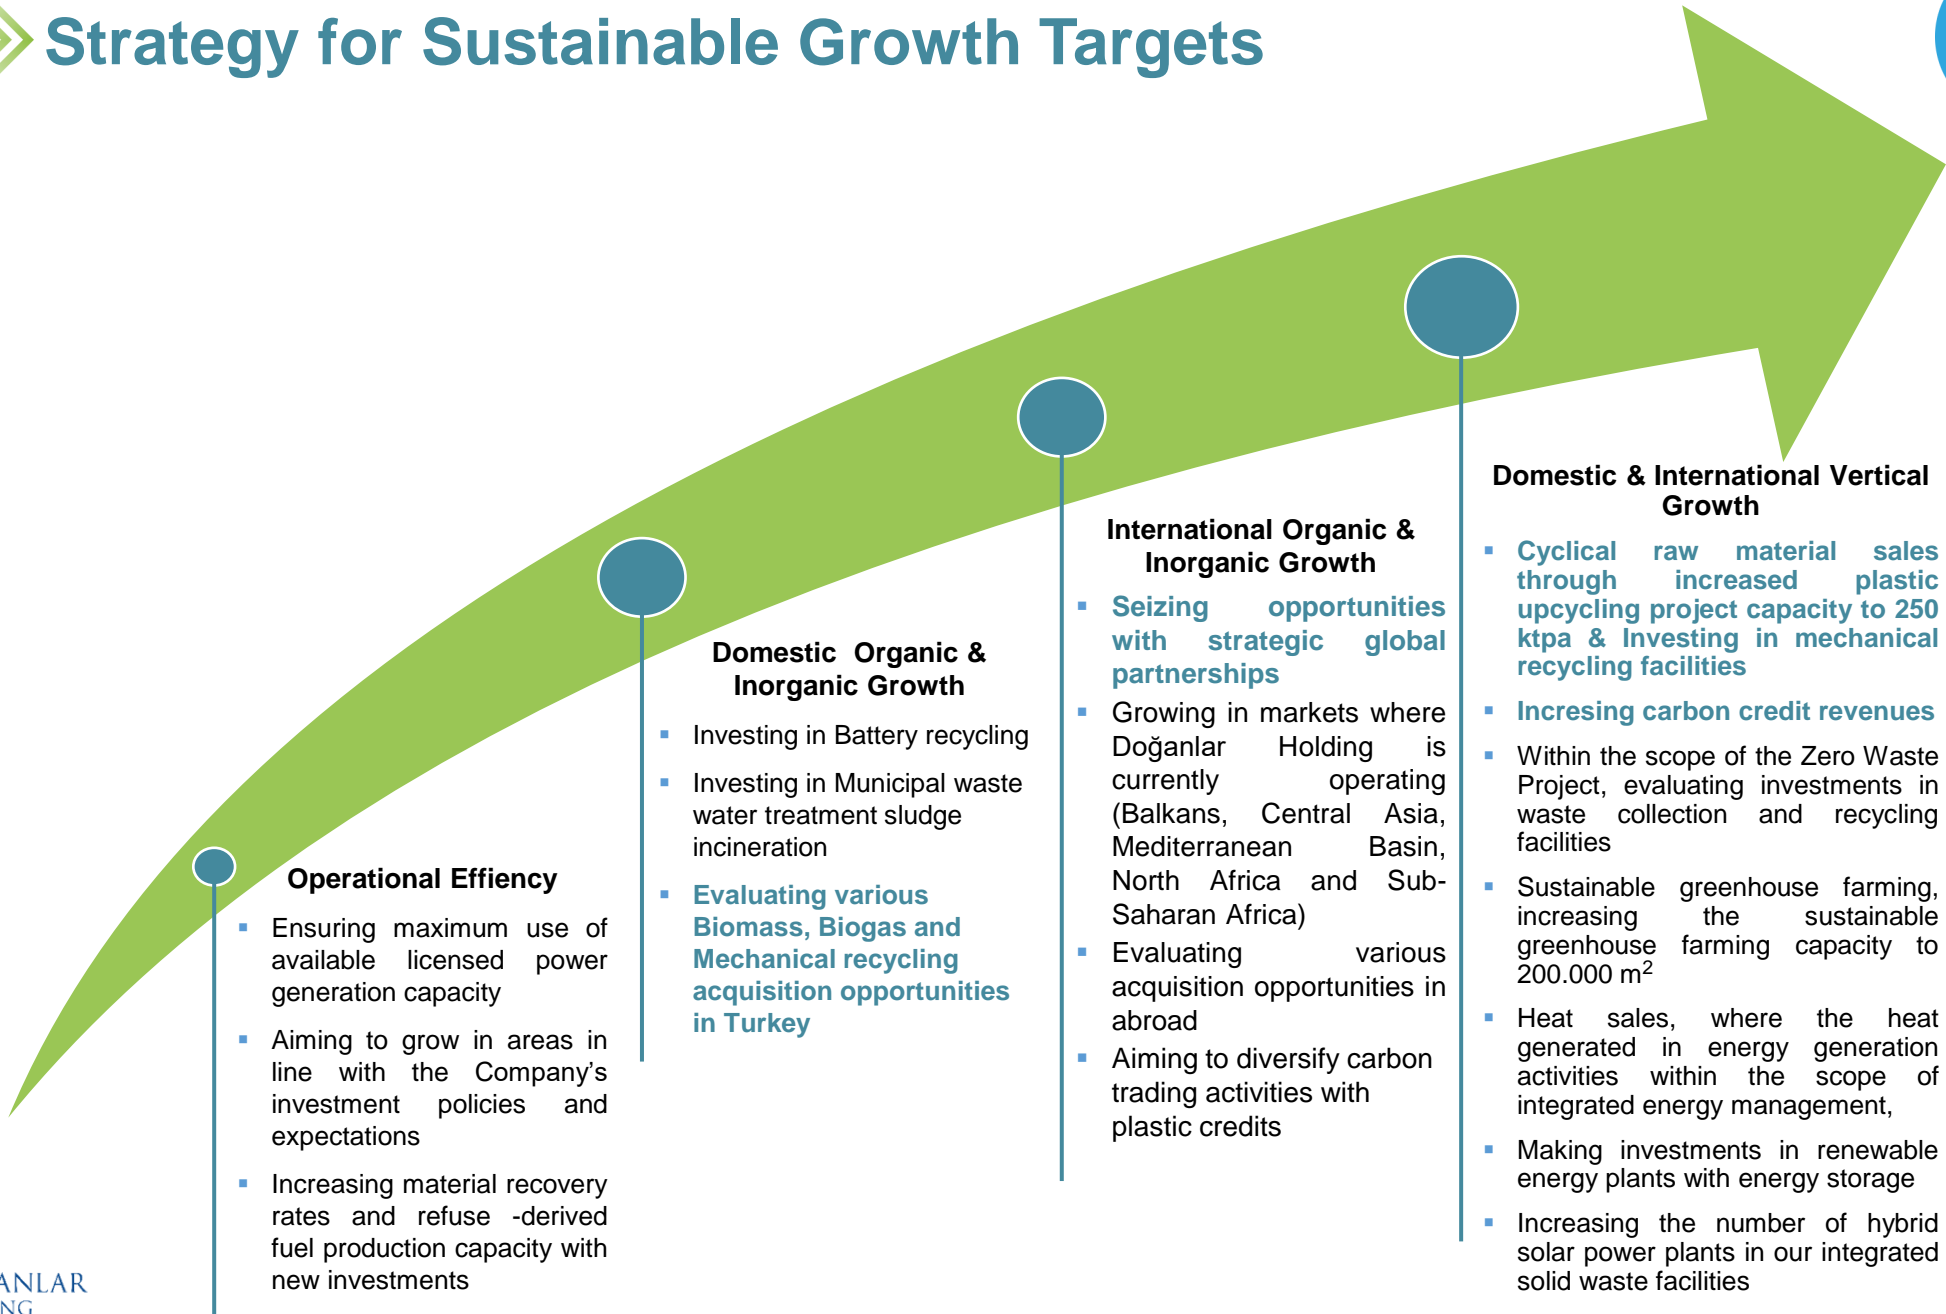 Strategy for Sustainable Growth Targets
Operational Effiency
▪ Ensuring maximum use of
available licensed power
generation capacity
▪ Aiming to grow in areas in
line with the Company’s
investment policies and
expectations
▪ Increasing material recovery
rates and refuse -derived
fuel production capacity with
new investments
Domestic Organic &
Inorganic Growth
▪ Investing in Battery recycling
▪ Investing in Municipal waste
water treatment sludge
incineration
▪ Evaluating various
Biomass, Biogas and
Mechanical recycling
acquisition opportunities
in Turkey
International Organic &
Inorganic Growth
▪ Seizing opportunities
with strategic global
partnerships
▪ Growing in markets where
Doğanlar Holding is
currently operating
(Balkans, Central Asia,
Mediterranean Basin,
North Africa and Sub-
Saharan Africa)
▪ Evaluating various
acquisition opportunities in
abroad
▪ Aiming to diversify carbon
trading activities with
plastic credits
Domestic & International Vertical
Growth
▪ Cyclical raw material sales
through increased plastic
upcycling project capacity to 250
ktpa & Investing in mechanical
recycling facilities
▪ Incresing carbon credit revenues
▪ Within the scope of the Zero Waste
Project, evaluating investments in
waste collection and recycling
facilities
▪ Sustainable greenhouse farming,
increasing the sustainable
greenhouse farming capacity to
200.000 m²
▪ Heat sales, where the heat
generated in energy generation
activities within the scope of
integrated energy management,
▪ Making investments in renewable
energy plants with energy storage
▪ Increasing the number of hybrid
solar power plants in our integrated
solid waste facilities
ANLAR
NG